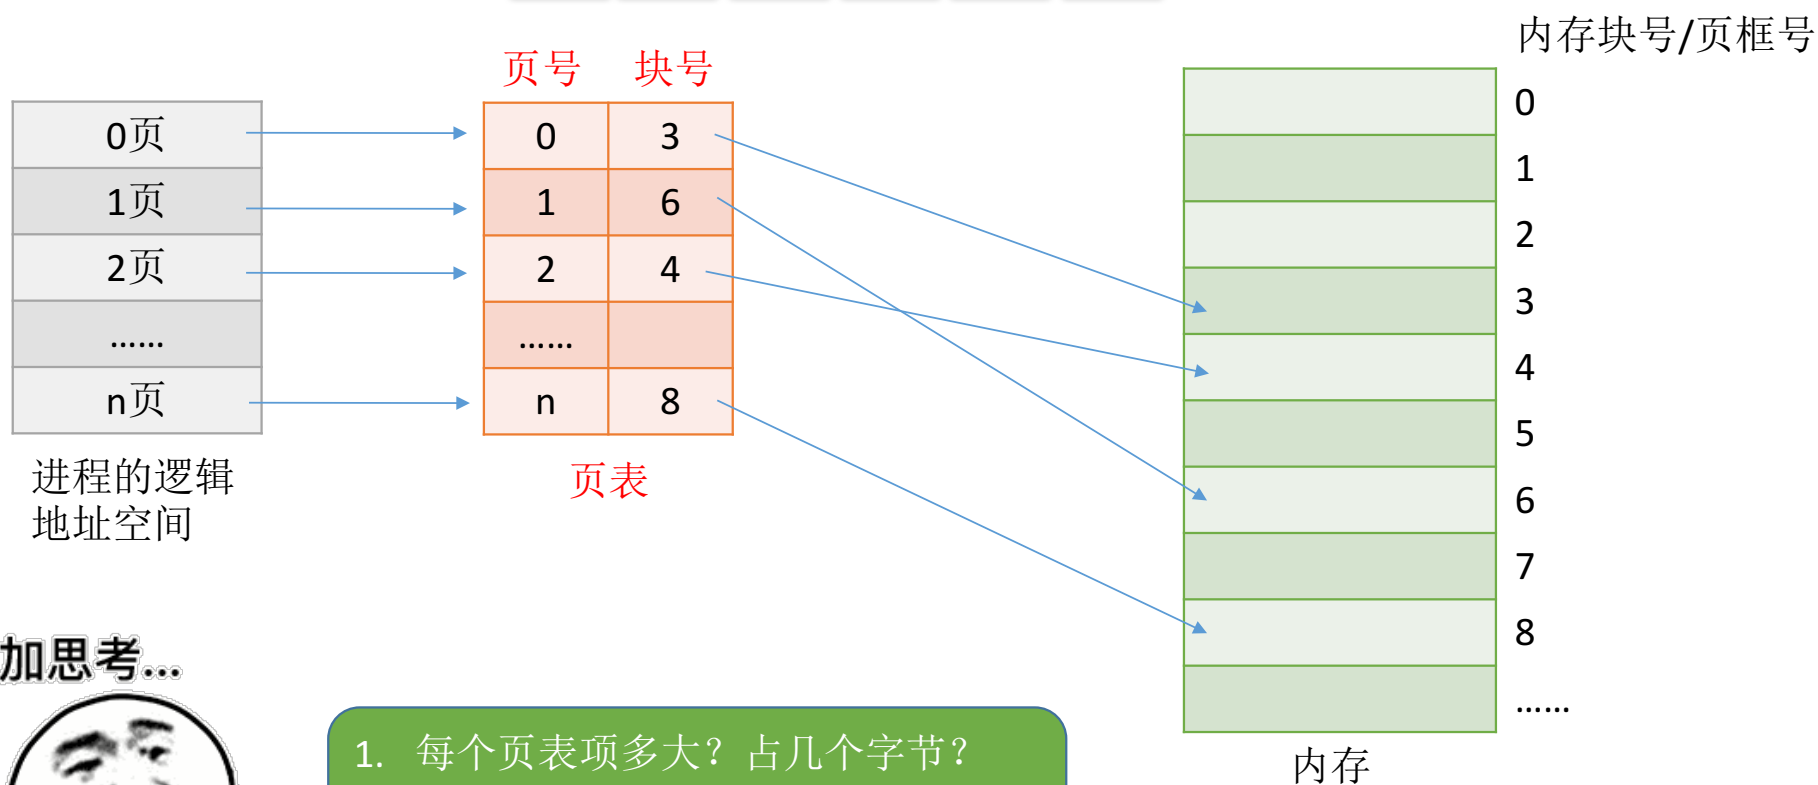 内存块号/页框号
页号 块号
0页
1页
2页
……
n页
进程的逻辑
地址空间
0 3
1 6
2 4
……
n 8
页表
0
1
2
3
4
5
6
7
8
……
内存
加思考...
1. 每个页表项多大？占几个字节？